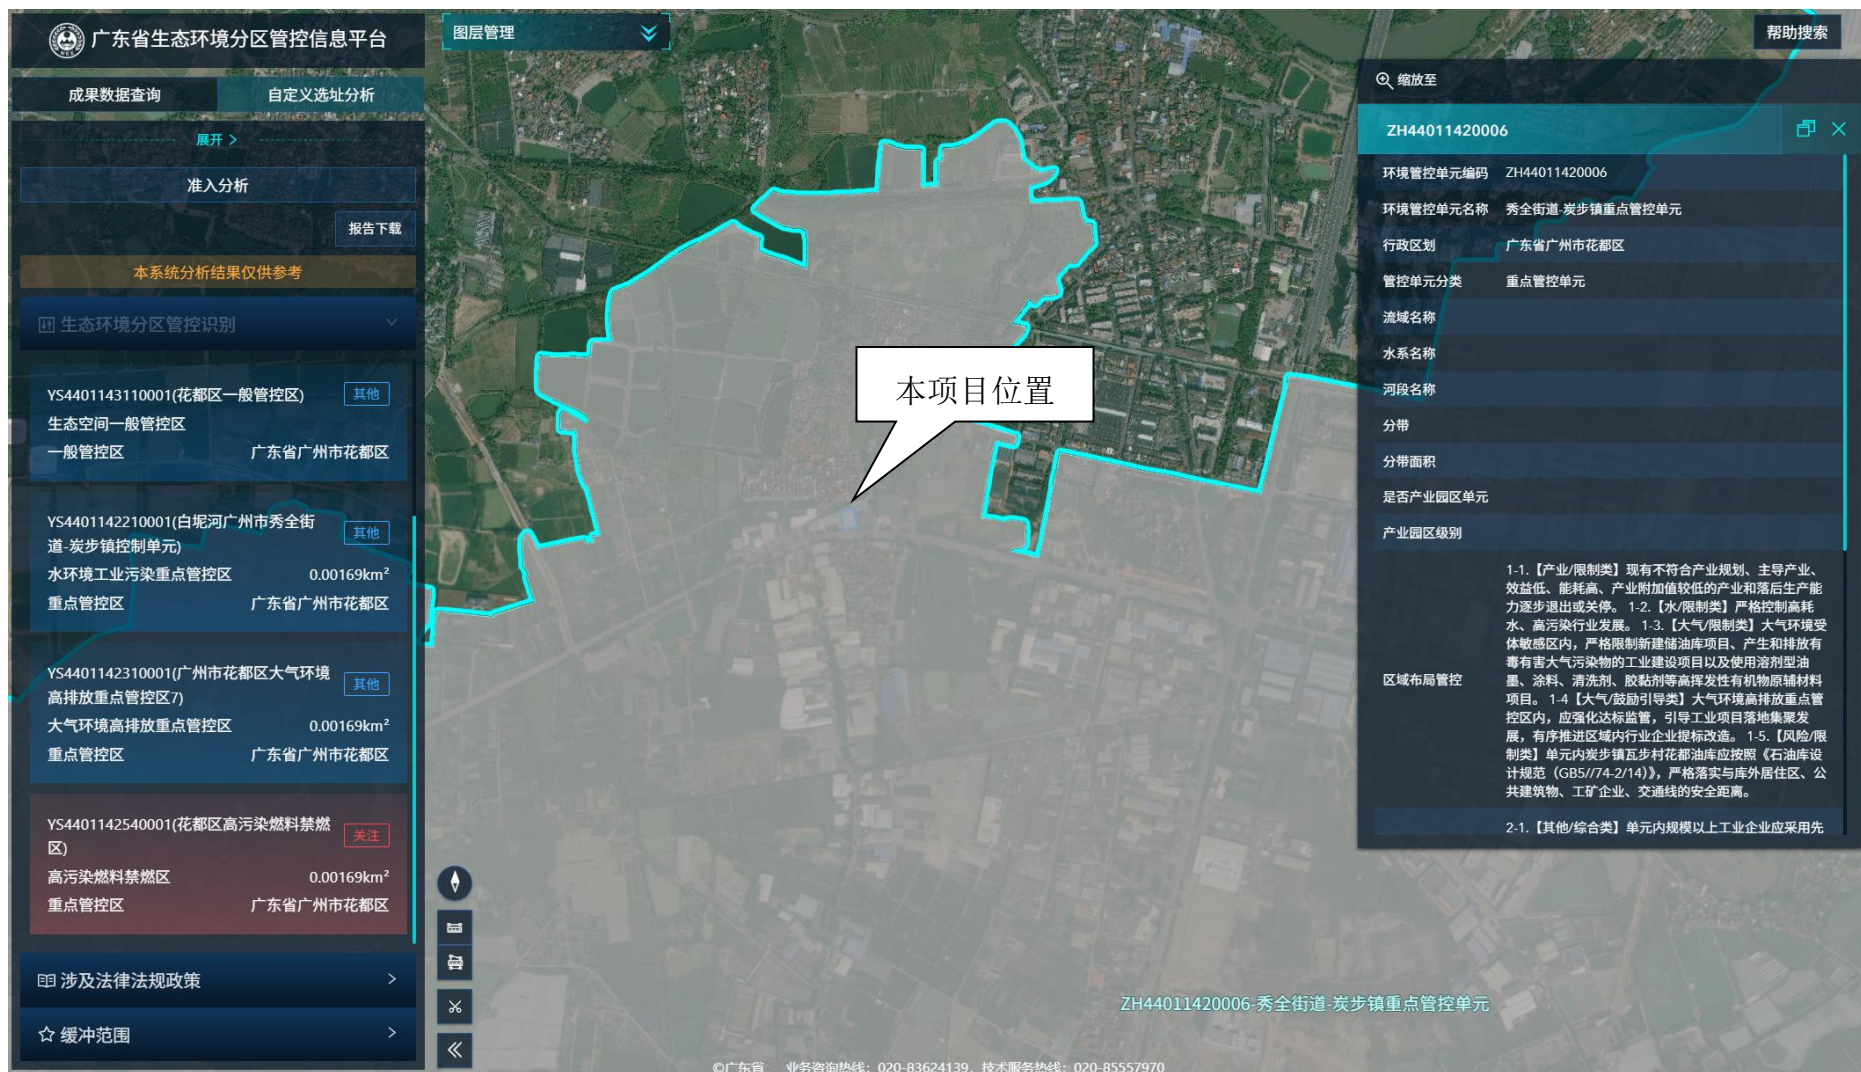 广东省生态环境分区管控信息平台
成果数据查询
自定义选址分析
展开 >
准入分析
报告下载
本系统分析结果仅供参考
生态环境分区管控识别
YS4401143110001(花都区一般管控区)
其他
生态空间一般管控区
一般管控区 广东省广州市花都区
YS4401142210001(白坭河广州市秀全街
道-炭步镇控制单元)
其他
水环境工业污染重点管控区 0.00169km²
重点管控区 广东省广州市花都区
YS4401142310001(广州市花都区大气环境
高排放重点管控区7)
其他
大气环境高排放重点管控区 0.00169km²
重点管控区 广东省广州市花都区
YS4401142540001(花都区高污染燃料禁燃
区)
关注
高污染燃料禁燃区 0.00169km²
重点管控区 广东省广州市花都区
涉及法律法规政策 >
缓冲范围 >
图层管理
本项目位置
ZH44011420006-秀全街道-炭步镇重点管控单元
©广东省 业务咨询热线：020-83624139，技术服务热线：020-85557970
帮助搜索
缩放至
ZH44011420006
环境管控单元编码 ZH44011420006
环境管控单元名称 秀全街道-炭步镇重点管控单元
行政区划 广东省广州市花都区
管控单元分类 重点管控单元
流域名称
水系名称
河段名称
分带
分带面积
是否产业园区单元
产业园区级别
区域布局管控
1-1.【产业/限制类】现有不符合产业规划、主导产业、
效益低、能耗高、产业附加值较低的产业和落后生产能
力逐步退出或关停。 1-2.【水/限制类】严格控制高耗
水、高污染行业发展。 1-3.【大气/限制类】大气环境受
体敏感区内，严格限制新建储油库项目、产生和排放有
毒有害大气污染物的工业建设项目以及使用溶剂型油
墨、涂料、清洗剂、胶黏剂等高挥发性有机物原辅材料
项目。 1-4【大气/鼓励引导类】大气环境高排放重点管
控区内，应强化达标监管，引导工业项目落地集聚发
展，有序推进区域内行业企业提标改造。 1-5.【风险/限
制类】单元内炭步镇瓦步村花都油库应按照《石油库设
计规范（GB5//74-2/14)》，严格落实与库外居住区、公
共建筑物、工矿企业、交通线的安全距离。
2-1.【其他/综合类】单元内规模以上工业企业应采用先